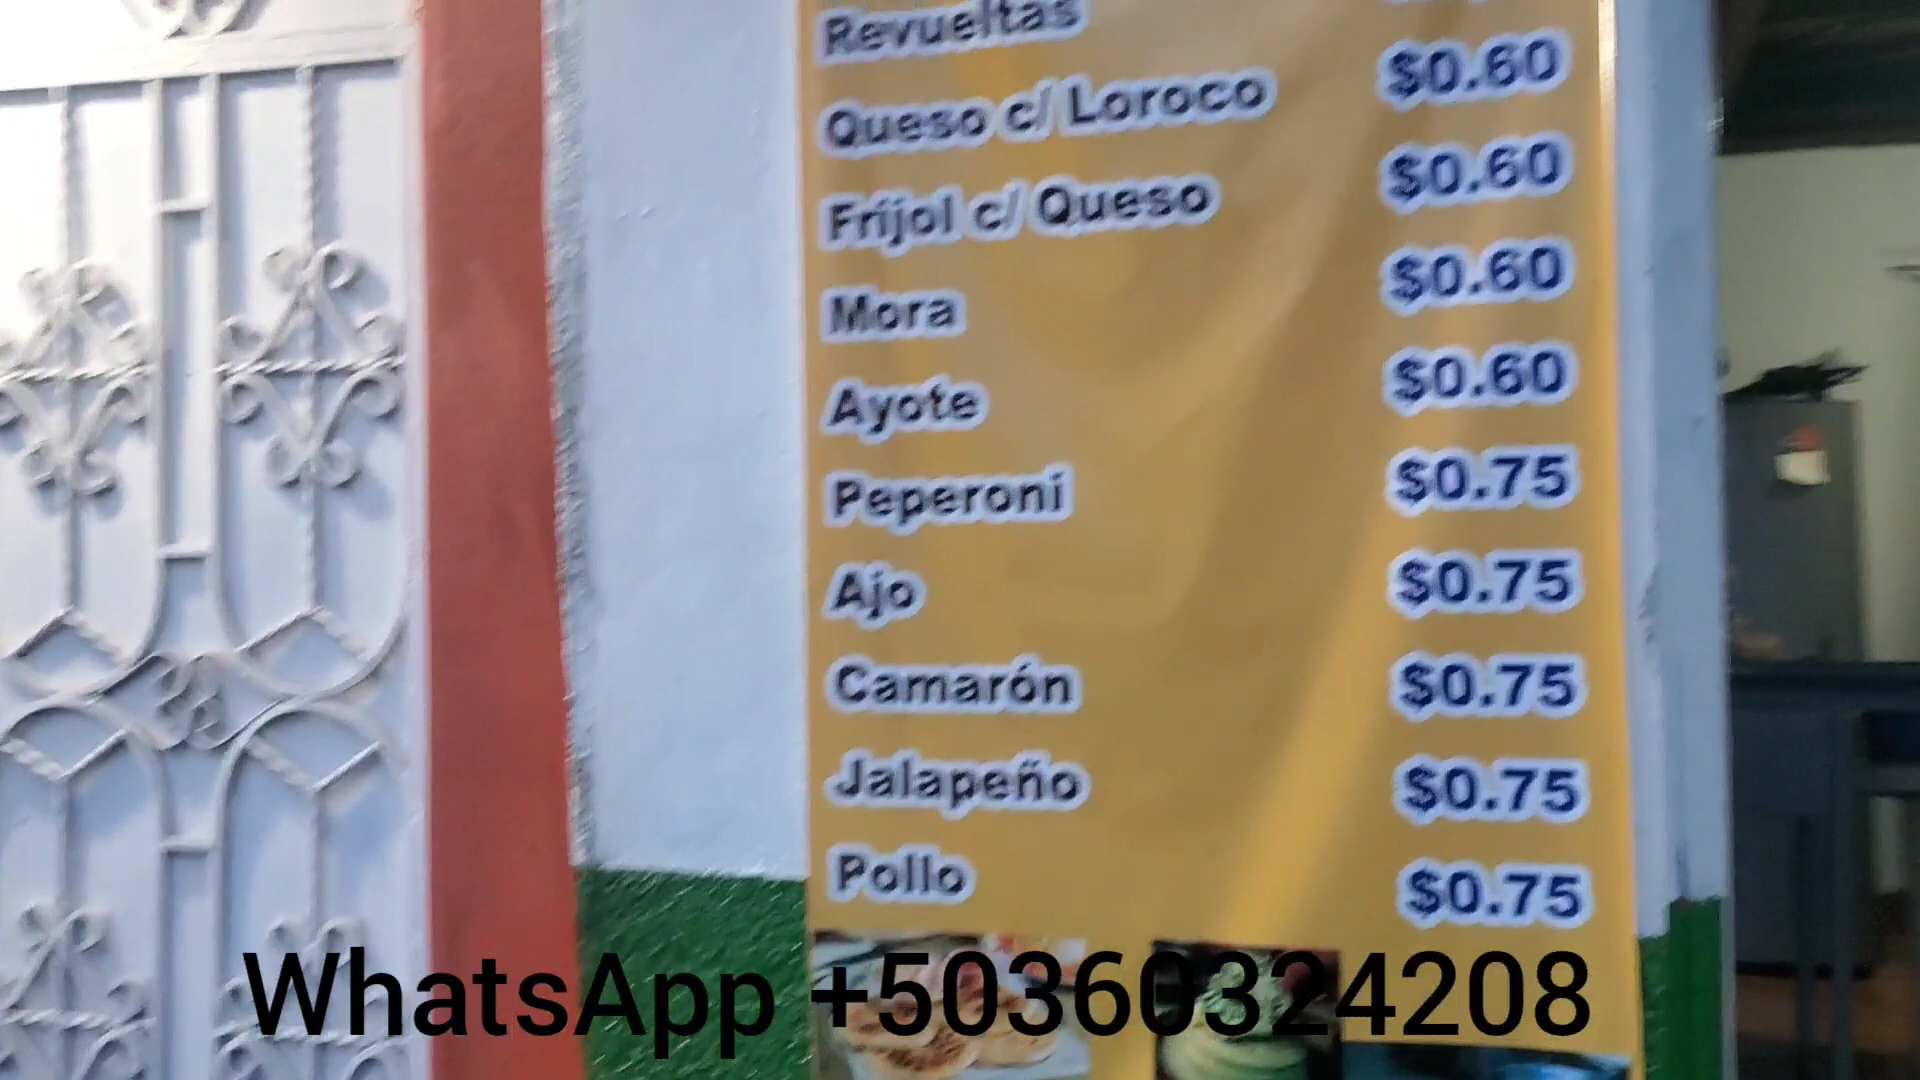 Revueltas
Queso c/ Loroco $0.60
Frijol c/ Queso $0.60
Mora $0.60
Ayote $0.60
Peperoni $0.75
Ajo $0.75
Camarón $0.75
Jalapeño $0.75
Pollo $0.75
WhatsApp +50360324208